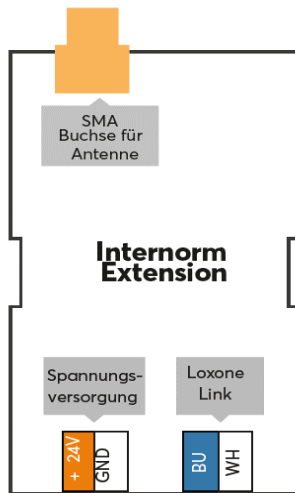 SMA
Buchse für
Antenne
Internorm
Extension
Spannungs-
versorgung
Loxone
Link
+ 24V
GND
BU
WH